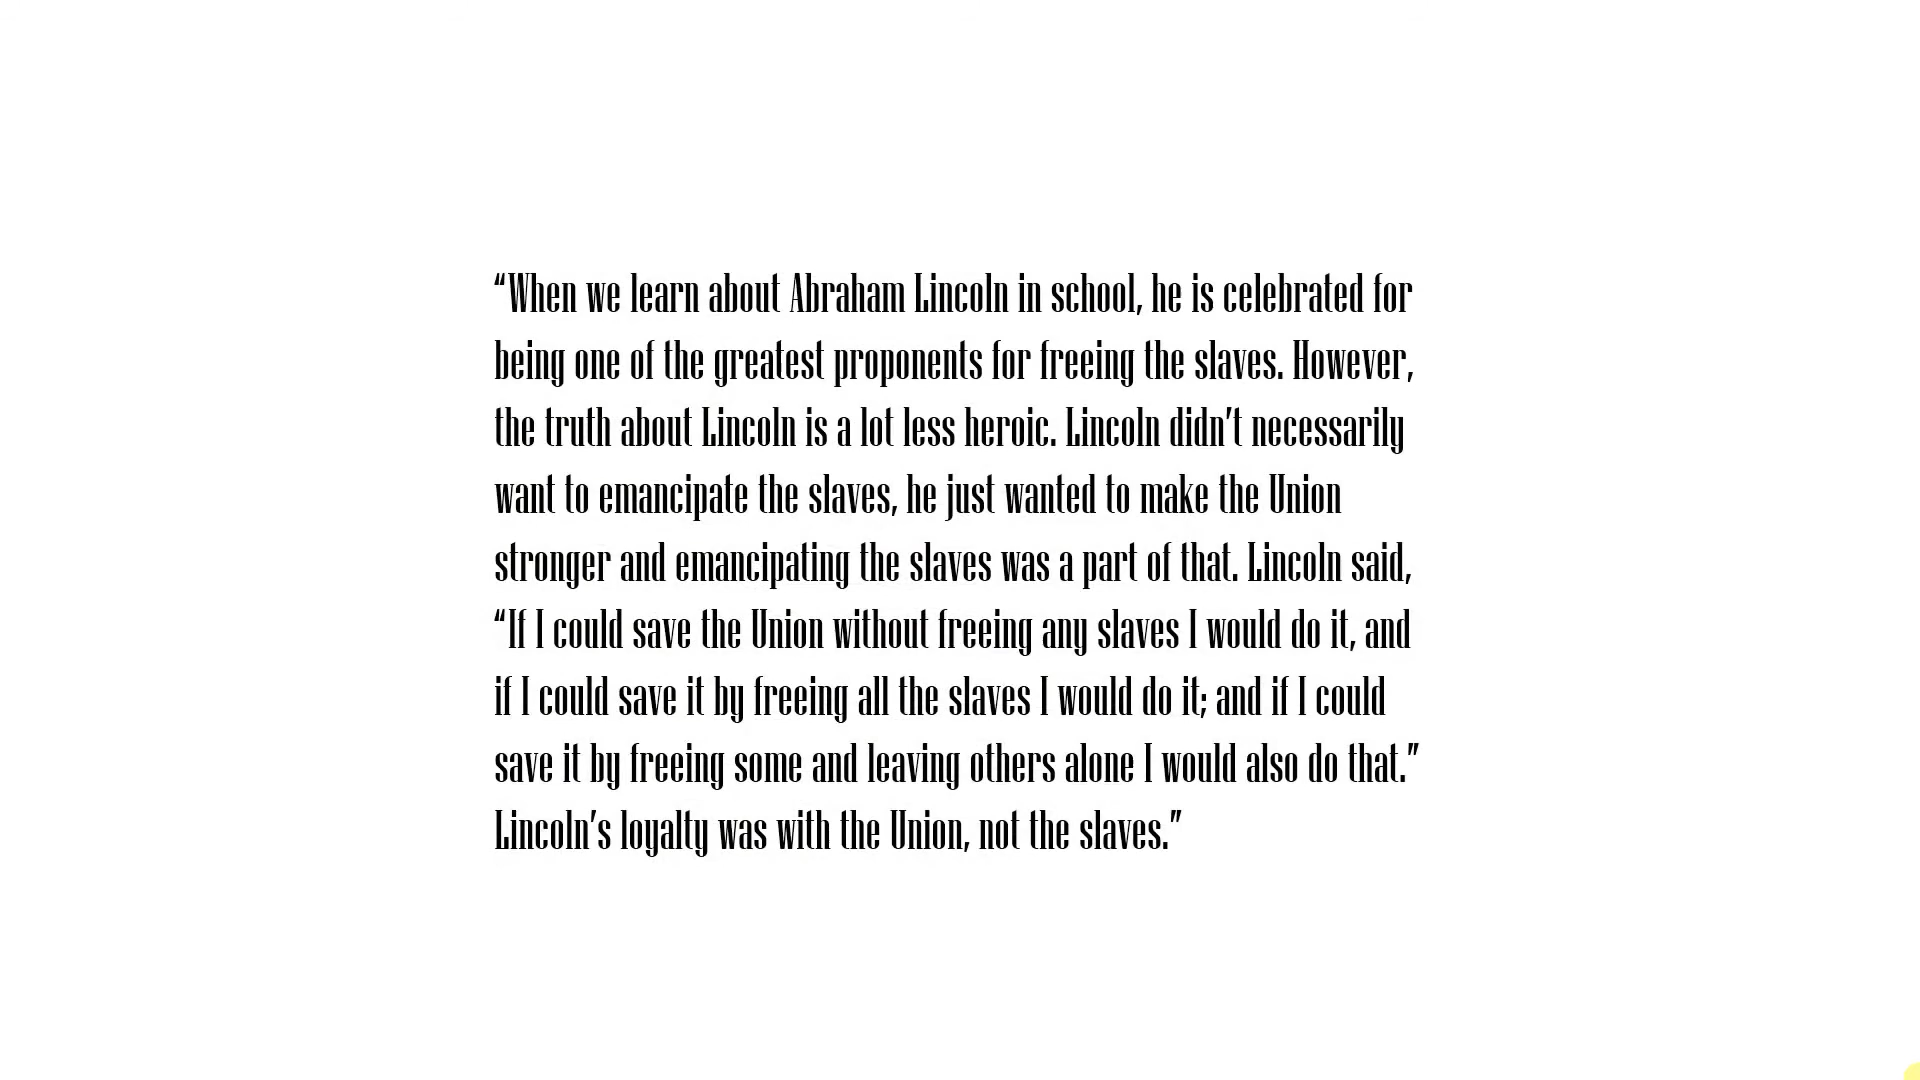 “When we learn about Abraham Lincoln in school, he is celebrated for
being one of the greatest proponents for freeing the slaves. However,
the truth about Lincoln is a lot less heroic. Lincoln didn’t necessarily
want to emancipate the slaves, he just wanted to make the Union
stronger and emancipating the slaves was a part of that. Lincoln said,
“If I could save the Union without freeing any slaves I would do it, and
if I could save it by freeing all the slaves I would do it; and if I could
save it by freeing some and leaving others alone I would also do that.”
Lincoln’s loyalty was with the Union, not the slaves.”